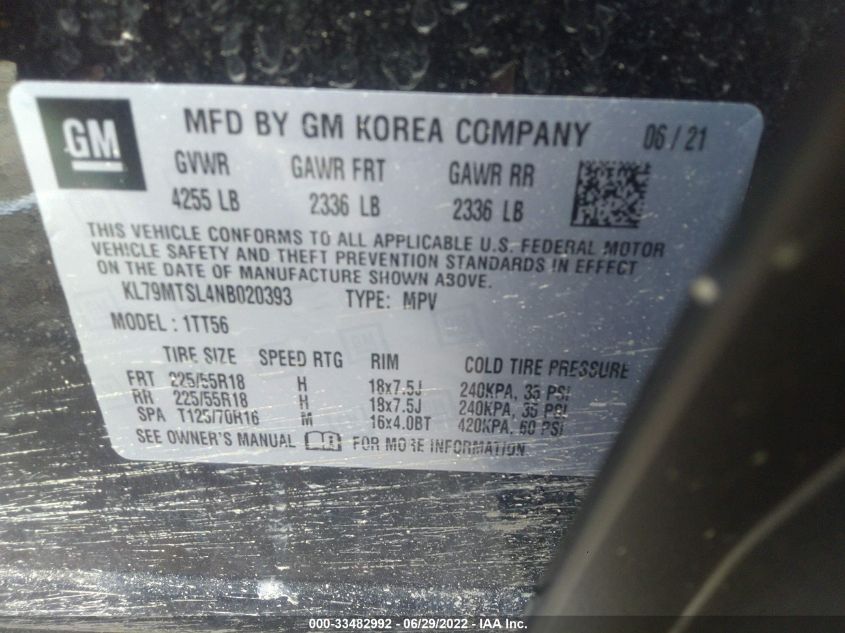 GM
MFD BY GM KOREA COMPANY 06/21
GVWR GAWR FRT GAWR RR
4255 LB 2336 LB 2336 LB
THIS VEHICLE CONFORMS TO ALL APPLICABLE U.S. FEDERAL MOTOR
VEHICLE SAFETY AND THEFT PREVENTION STANDARDS IN EFFECT
ON THE DATE OF MANUFACTURE SHOWN ABOVE.
KL79MTSL4NB020393 TYPE: MPV
MODEL: 1TT56
TIRE SIZE SPEED RTG RIM COLD TIRE PRESSURE
FRT 225/55R18 H 18x7.5J 240KPA, 35 PSI
RR 225/55R18 H 18x7.5J 240KPA, 35 PSI
SPA T125/70R16 M 16x4.0BT 420KPA, 60 PSI
SEE OWNER'S MANUAL FOR MORE INFORMATION
000-33482992 - 06/29/2022 - IAA Inc.